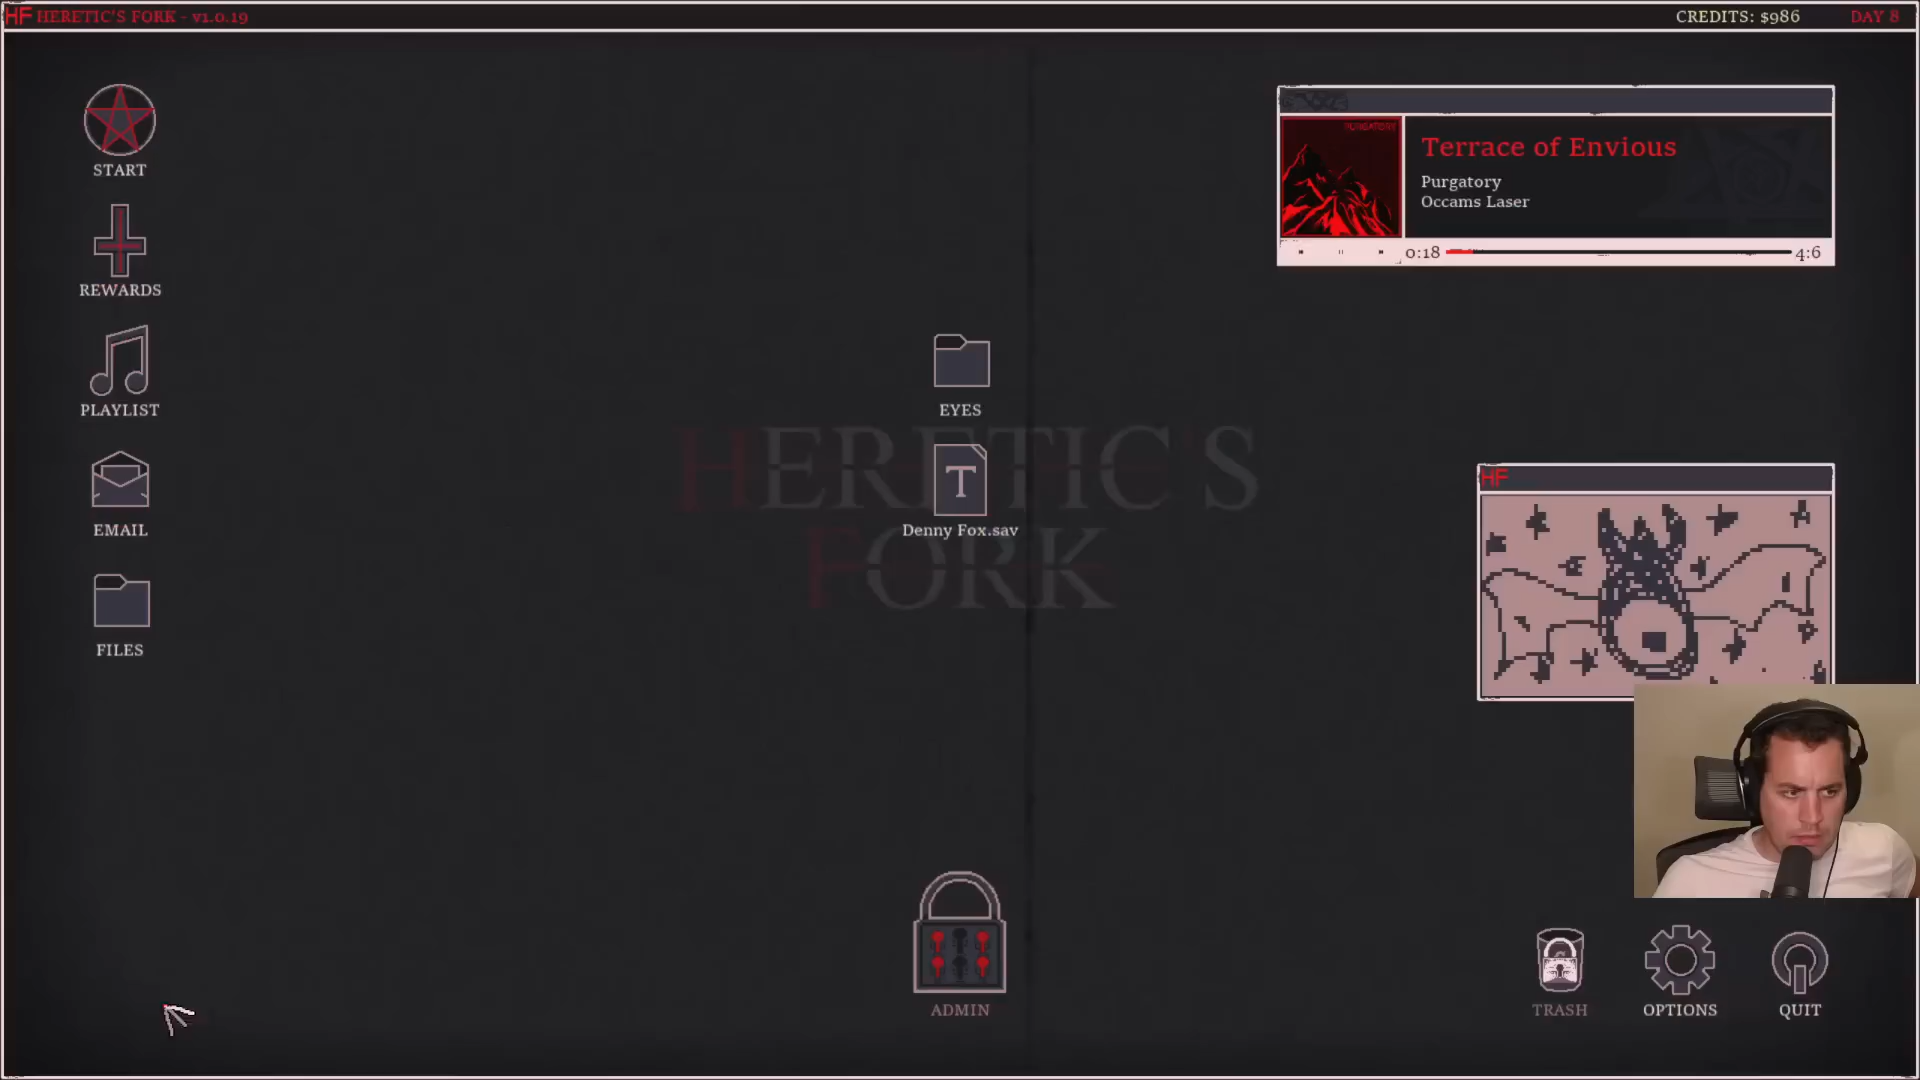 HF HERETIC'S FORK - v1.0.19
CREDITS: $986
DAY 8
START
REWARDS
PLAYLIST
EMAIL
FILES
EYES
Denny Fox.sav
HERETIC'S
FORK
ADMIN
PURGATORY
Terrace of Envious
Purgatory
Occams Laser
0:18
4:6
HF
TRASH
OPTIONS
QUIT